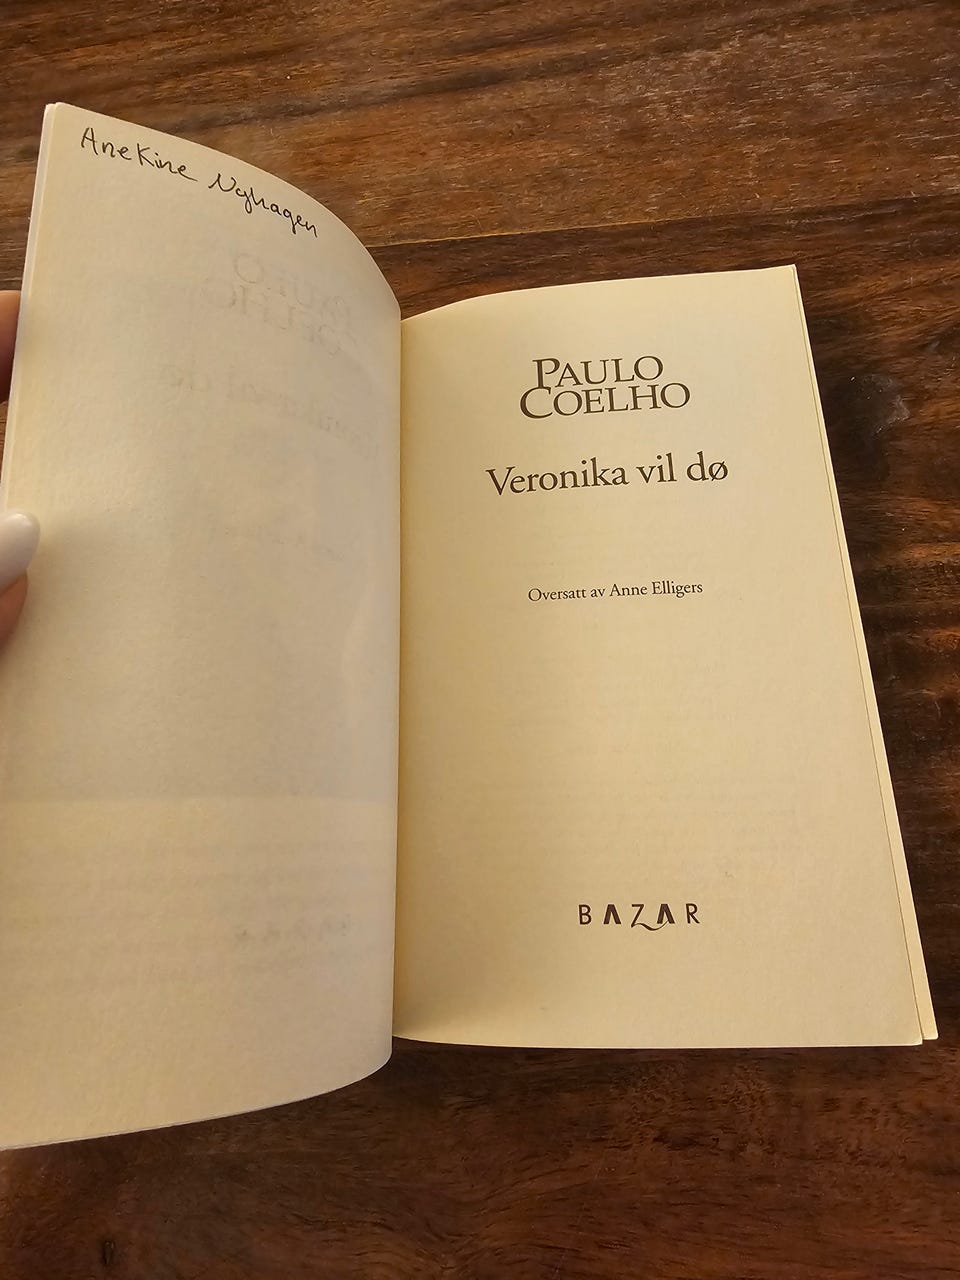 AneKine Nyhagen
PAULO
COELHO
Veronika vil dø
Oversatt av Anne Elligers
BAZAR